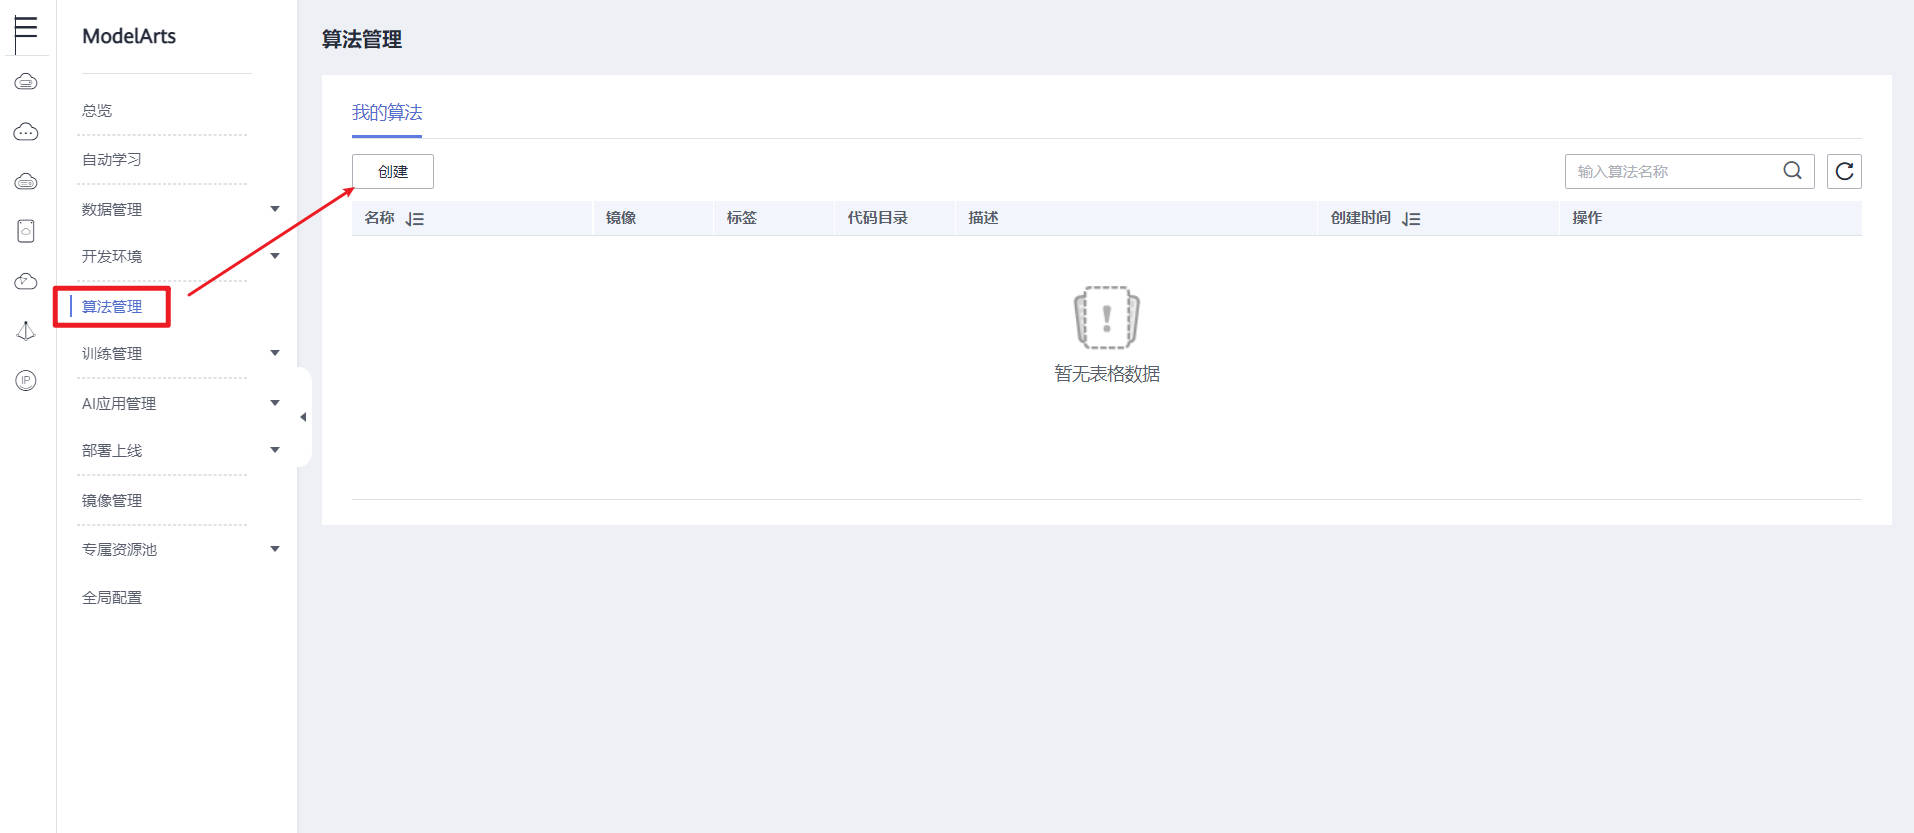 ModelArts
总览
自动学习
数据管理
开发环境
算法管理
训练管理
AI应用管理
部署上线
镜像管理
专属资源池
全局配置
IP
算法管理
我的算法
创建
输入算法名称
名称 镜像 标签 代码目录 描述 创建时间 操作
暂无表格数据